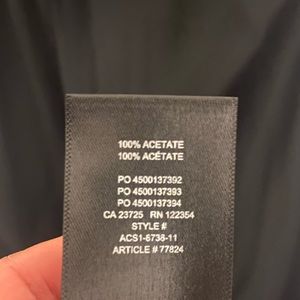 100% ACETATE
100% ACÉTATE
PO 4500137392
PO 4500137393
PO 4500137394
CA 23725 RN 122354
STYLE #
ACS1-6738-11
ARTICLE # 77824